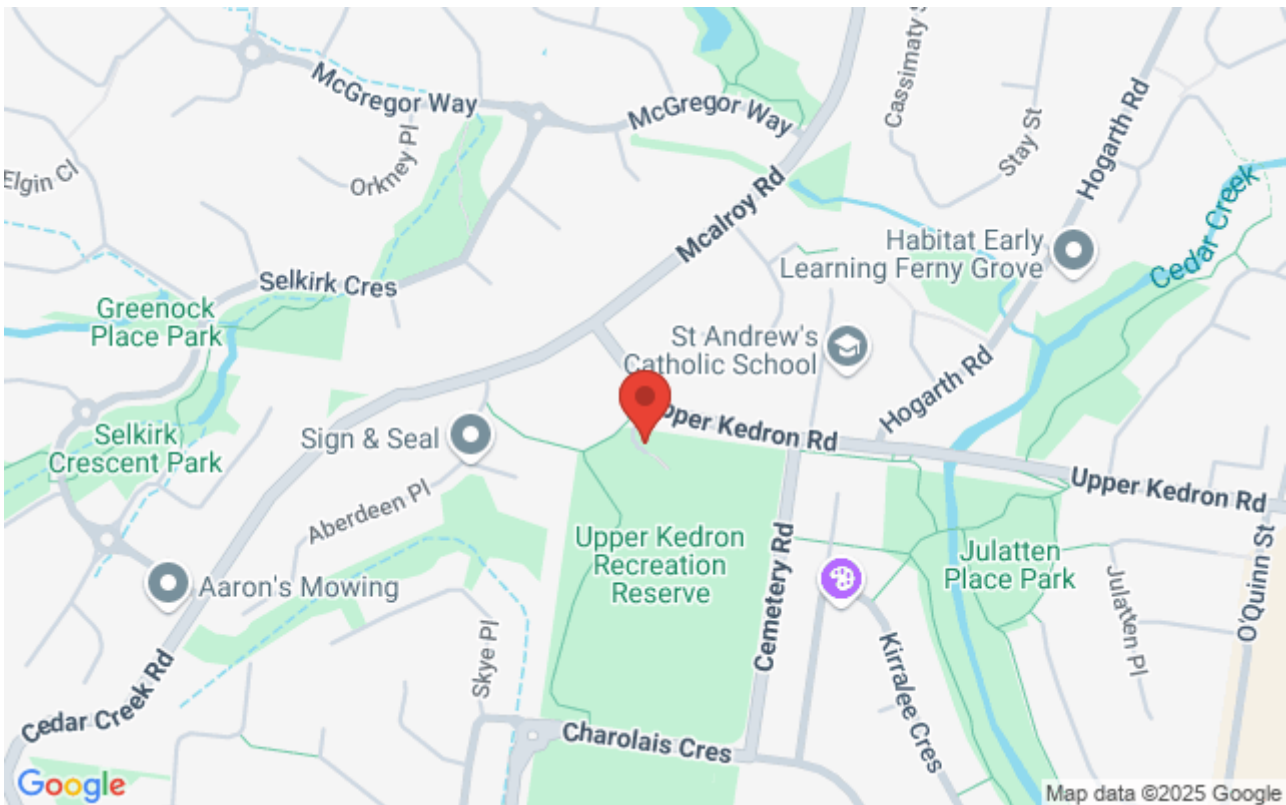 McGregor Way
McGregor Way
Cassimaty S
Stay St
Hogarth Rd
Elgin Cl
Orkney Pl
Mcalroy Rd
Cedar Creek
Habitat Early
Learning Ferny Grove
Selkirk Cres
Greenock
Place Park
St Andrew's
Catholic School
Hogarth Rd
pper Kedron Rd
Sign & Seal
Selkirk
Crescent Park
Upper Kedron Rd
Aberdeen Pl
Upper Kedron
Recreation
Reserve
Julatten
Place Park
Aaron's Mowing
Cemetery Rd
Julatten Pl
O'Quinn St
Skye Pl
Kirralee Cres
Cedar Creek Rd
Charolais Cres
Google
Map data ©2025 Google